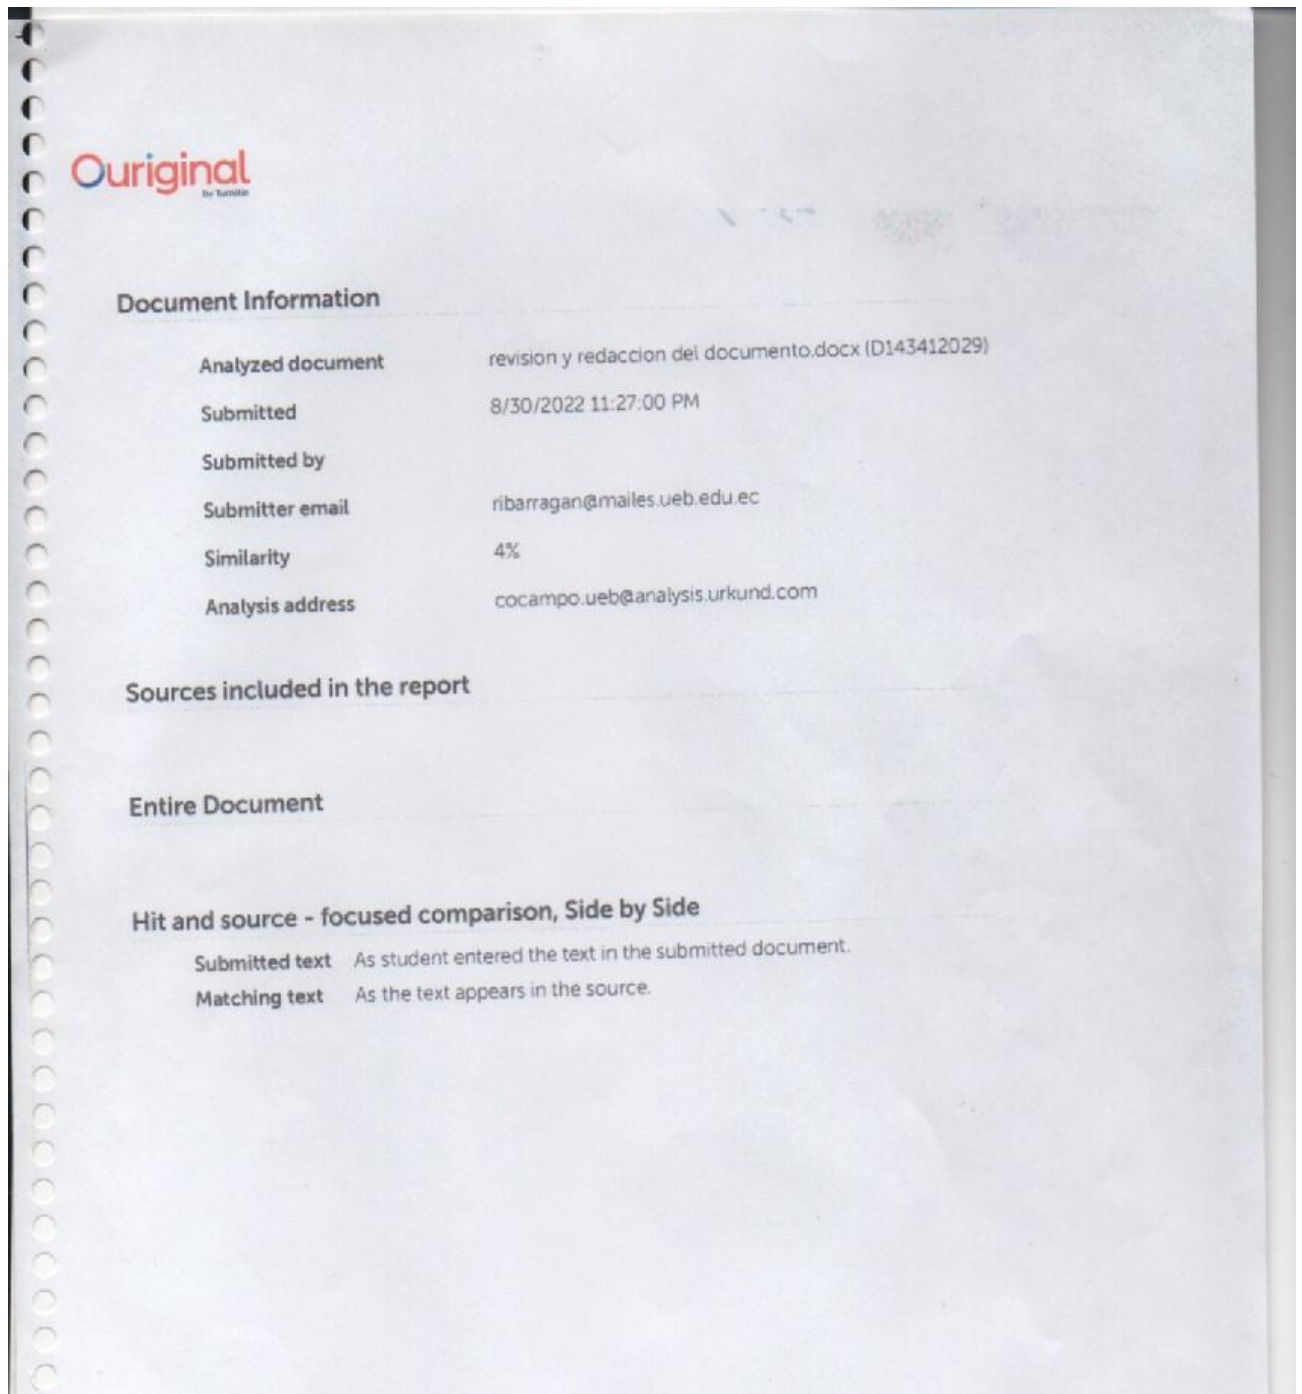 Ouriginal
by Turnitin
Document Information
Analyzed document revision y redaccion del documento.docx (D143412029)
Submitted 8/30/2022 11:27:00 PM
Submitted by
Submitter email ribarragan@mailes.ueb.edu.ec
Similarity 4%
Analysis address cocampo.ueb@analysis.urkund.com
Sources included in the report
Entire Document
Hit and source - focused comparison, Side by Side
Submitted text As student entered the text in the submitted document.
Matching text As the text appears in the source.